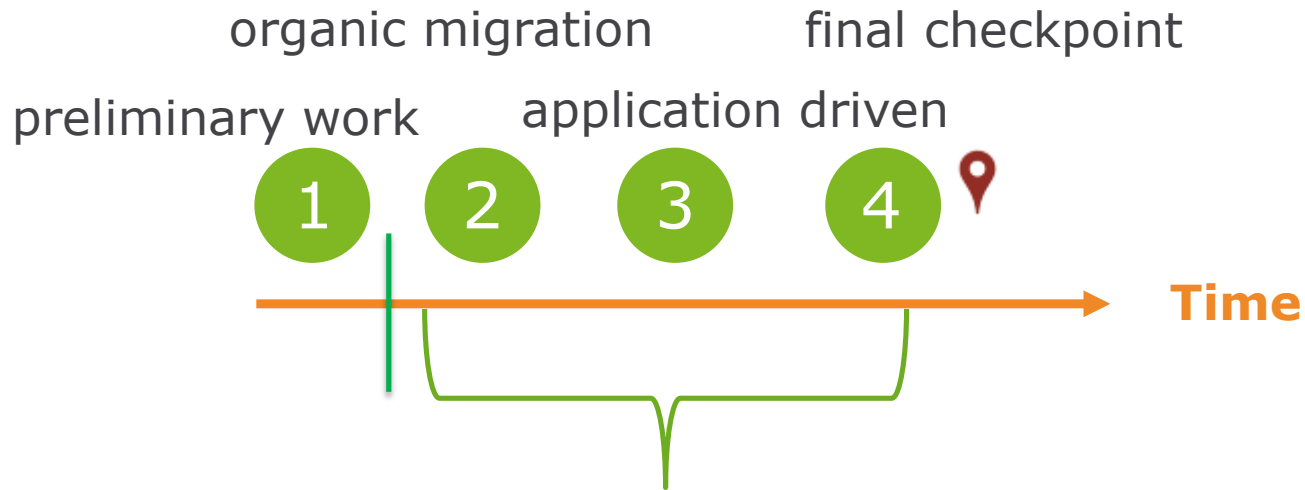 organic migration
final checkpoint
preliminary work
application driven
1
2
3
4
Time